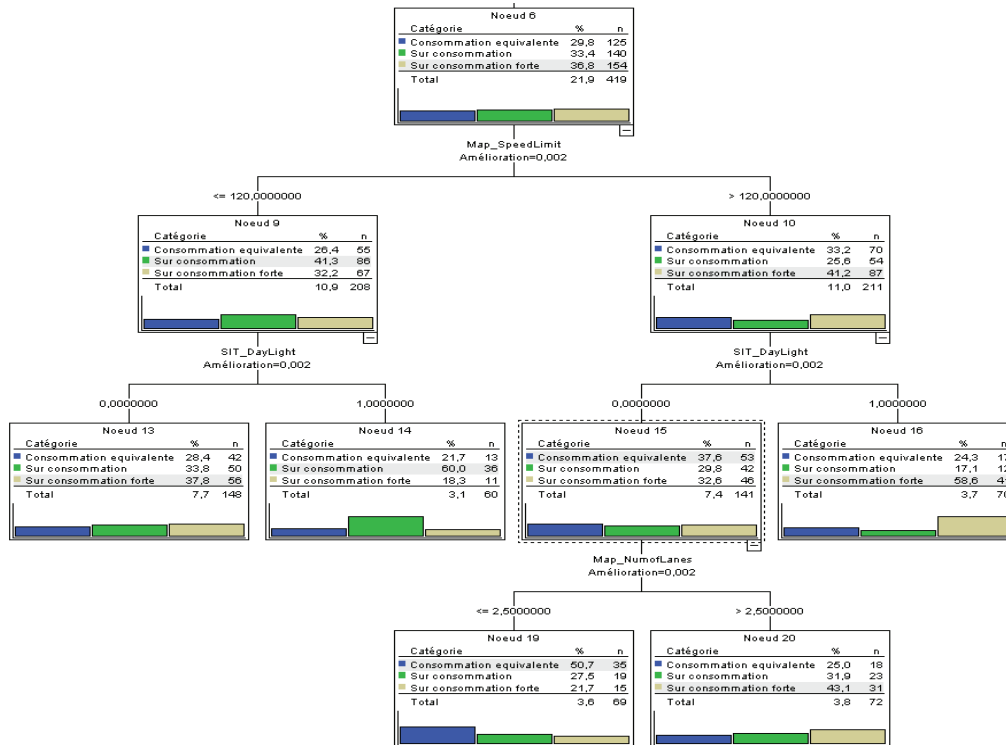 Noeud 6
Catégorie % n
Consommation equivalente 29,8 125
Sur consommation 33,4 140
Sur consommation forte 36,8 154
Total 21,9 419
Map_SpeedLimit
Amélioration=0,002
<= 120,0000000 > 120,0000000
Noeud 9
Catégorie % n
Consommation equivalente 26,4 55
Sur consommation 41,3 86
Sur consommation forte 32,2 67
Total 10,9 208
Noeud 10
Catégorie % n
Consommation equivalente 33,2 70
Sur consommation 25,6 54
Sur consommation forte 41,2 87
Total 11,0 211
SIT_DayLight
Amélioration=0,002
SIT_DayLight
Amélioration=0,002
0,0000000 1,0000000 0,0000000 1,0000000
Noeud 13
Catégorie % n
Consommation equivalente 28,4 42
Sur consommation 33,8 50
Sur consommation forte 37,8 56
Total 7,7 148
Noeud 14
Catégorie % n
Consommation equivalente 21,7 13
Sur consommation 60,0 36
Sur consommation forte 18,3 11
Total 3,1 60
Noeud 15
Catégorie % n
Consommation equivalente 37,6 53
Sur consommation 29,8 42
Sur consommation forte 32,6 46
Total 7,4 141
Noeud 16
Catégorie % n
Consommation equivalente 24,3
Sur consommation 17,1
Sur consommation forte 58,6
Total 3,7
Map_NumofLanes
Amélioration=0,002
<= 2,5000000 > 2,5000000
Noeud 19
Catégorie % n
Consommation equivalente 50,7 35
Sur consommation 27,5 19
Sur consommation forte 21,7 15
Total 3,6 69
Noeud 20
Catégorie % n
Consommation equivalente 25,0 18
Sur consommation 31,9 23
Sur consommation forte 43,1 31
Total 3,8 72